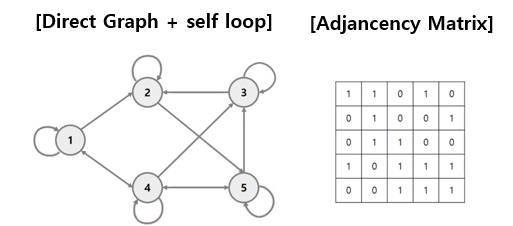 [Direct Graph + self loop]
[Adjancency Matrix]
2
3
1
4
5
1 1 0 1 0
0 1 0 0 1
0 1 1 0 0
1 0 1 1 1
0 0 1 1 1